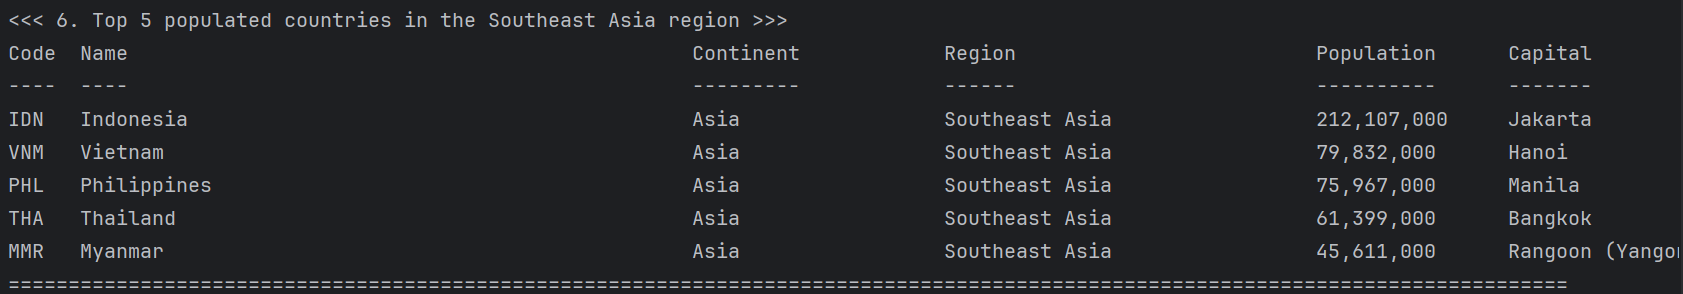 <<< 6. Top 5 populated countries in the Southeast Asia region >>>
Code  Name                                               Continent            Region                         Population      Capital
----  ----                                               ---------            ------                         ----------      -------
IDN   Indonesia                                          Asia                 Southeast Asia                 212,107,000     Jakarta
VNM   Vietnam                                            Asia                 Southeast Asia                 79,832,000      Hanoi
PHL   Philippines                                        Asia                 Southeast Asia                 75,967,000      Manila
THA   Thailand                                           Asia                 Southeast Asia                 61,399,000      Bangkok
MMR   Myanmar                                            Asia                 Southeast Asia                 45,611,000      Rangoon (Yangon
==================================================================================================================================